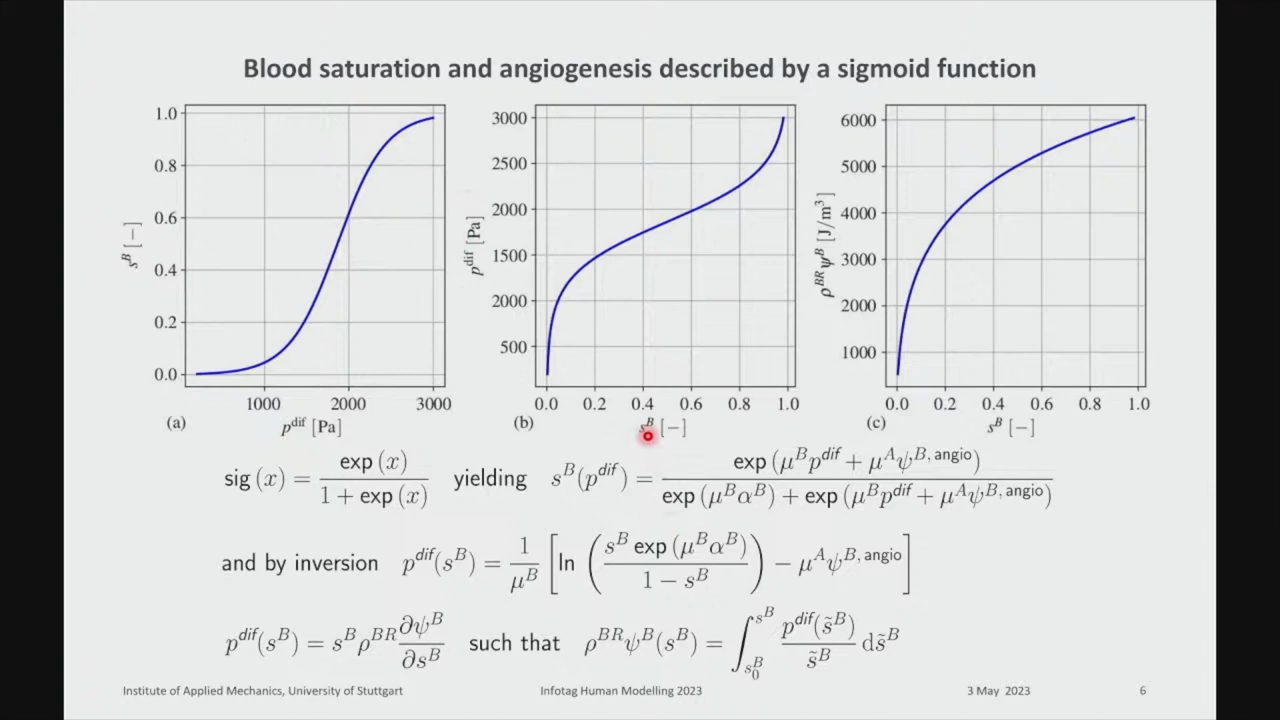 Blood saturation and angiogenesis described by a sigmoid function
1.0
0.8
0.6
0.4
0.2
0.0
s^B [−]
1000 2000 3000
(a) p^dif [Pa]
3000
2500
2000
1500
2000
500
p^dif [Pa]
0.0 0.2 0.4 0.6 0.8 1.0
(b) s^B [−]
6000
5000
4000
3000
2000
1000
ρ^BR ψ^B [J/m^3]
0.0 0.2 0.4 0.6 0.8 1.0
(c) s^B [−]
sig (x) = exp (x) / (1 + exp (x)) yielding s^B(p^dif) = exp (μ^B p^dif + μ^A ψ^{B, angio}) / (exp (μ^B α^B) + exp (μ^B p^dif + μ^A ψ^{B, angio}))
and by inversion p^dif(s^B) = 1/μ^B [ln (s^B exp (μ^B α^B) / (1 − s^B)) − μ^A ψ^{B, angio}]
p^dif(s^B) = s^B ρ^BR ∂ψ^B/∂s^B such that ρ^BR ψ^B(s^B) = ∫_{s_0^B}^{s^B} p^dif(s̃^B)/s̃^B ds̃^B
Institute of Applied Mechanics, University of Stuttgart Infotag Human Modelling 2023 3 May 2023 6